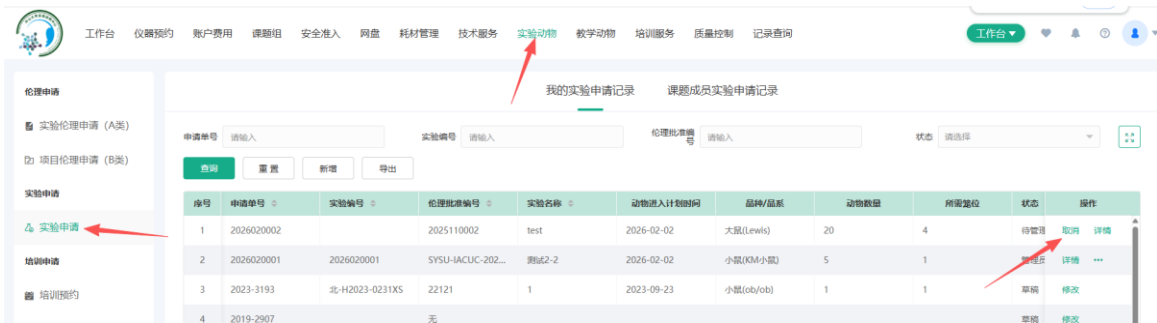 工作台 仪器预约 账户费用 课题组 安全准入 网盘 耗材管理 技术服务 实验动物 教学动物 培训服务 质量控制 记录查询 工作台
伦理申请
实验伦理申请（A类）
项目伦理申请（B类）
实验申请
实验申请
培训申请
培训预约
我的实验申请记录 课题成员实验申请记录
申请单号 请输入 实验编号 请输入 伦理批准编号 请输入 状态 请选择
查询 重置 新增 导出
序号 申请单号 实验编号 伦理批准编号 实验名称 动物进入计划时间 品种/品系 动物数量 所需笼位 状态 操作
1 2026020002 2025110002 test 2026-02-02 大鼠(Lewis) 20 4 待管理 取消 详情
2 2026020001 2026020001 SYSU-IACUC-202... 测试2-2 2026-02-02 小鼠(KM小鼠) 5 1 管理员 详情 •••
3 2023-3193 北-H2023-0231XS 22121 1 2023-09-23 小鼠(ob/ob) 1 1 草稿 修改
4 2019-2907 无 草稿 修改